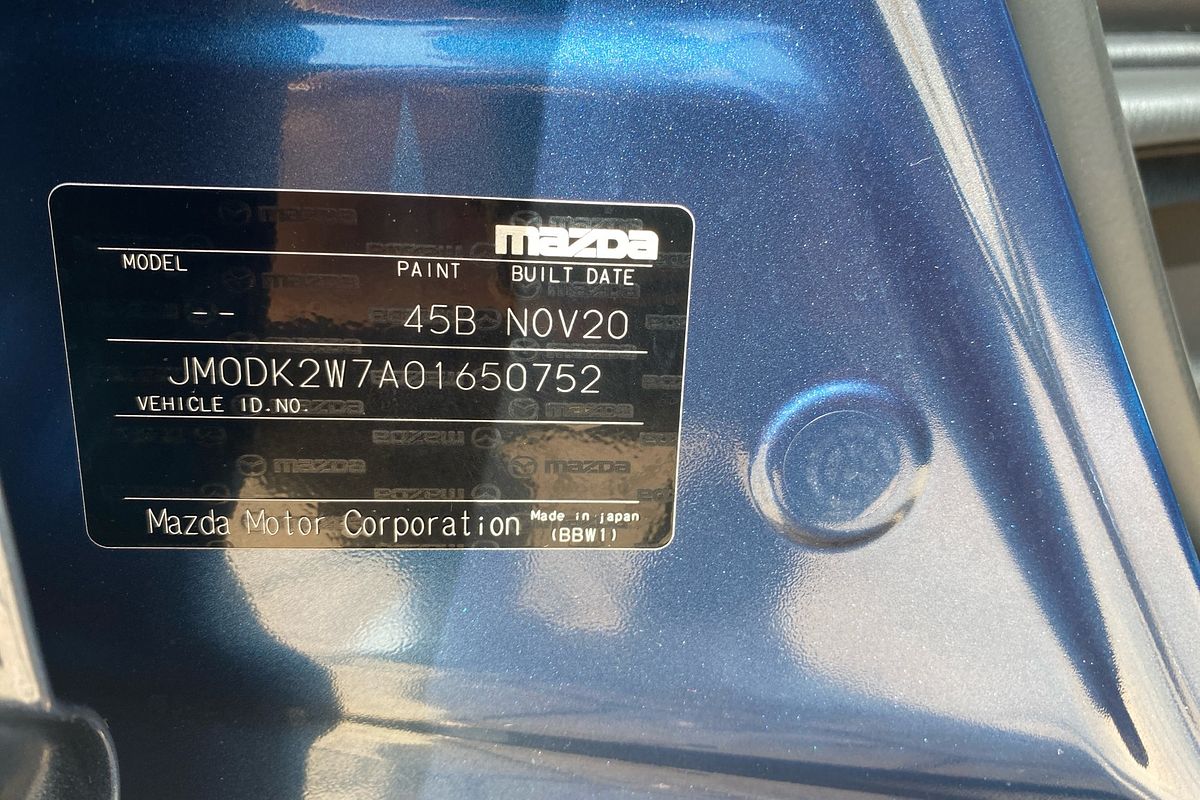 mazda
MODEL PAINT BUILT DATE
-- 45B NOV20
JM0DK2W7A01650752
VEHICLE ID.NO.
Mazda Motor Corporation Made in japan
(BBW1)